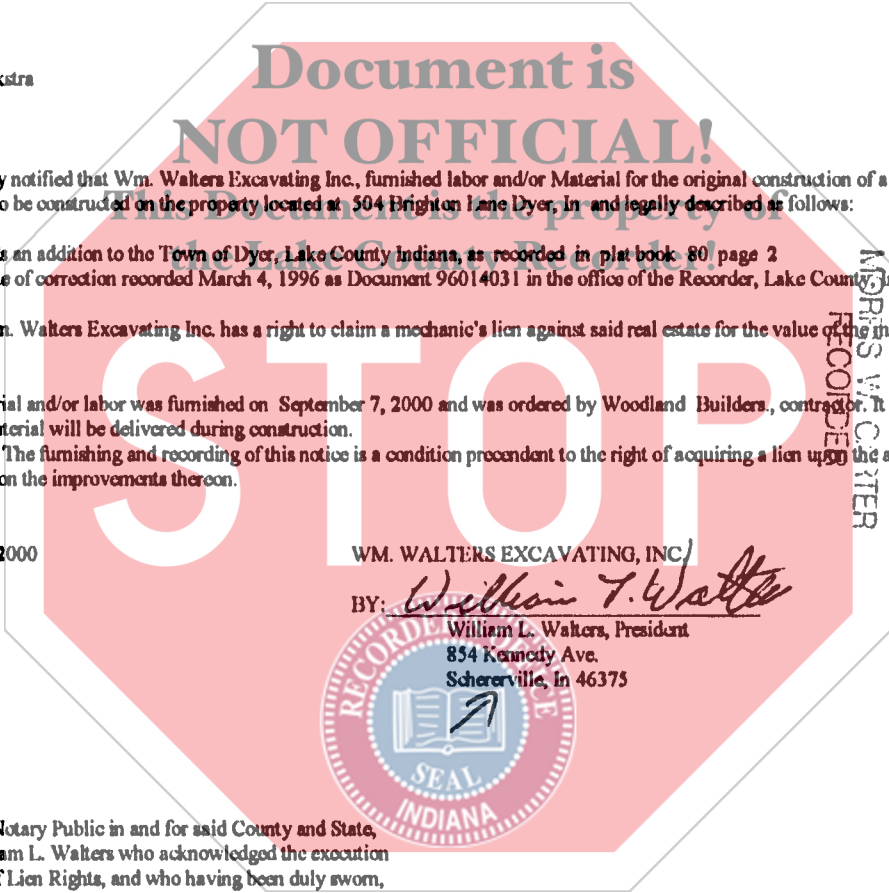 Document is
NOT OFFICIAL!
This Document is the property of
the Lake County Recorder!
STOP
notified that Wm. Walters Excavating Inc., furnished labor and/or Material for the original construction of a
be constructed on the property located at 504 Brighton Lane Dyer, In and legally described as follows:
an addition to the Town of Dyer, Lake County Indiana, as recorded in plat book 80 page 2
of correction recorded March 4, 1996 as Document 96014031 in the office of the Recorder, Lake County,
Walters Excavating Inc. has a right to claim a mechanic's lien against said real estate for the value of the
and/or labor was furnished on September 7, 2000 and was ordered by Woodland Builders., contractor. It
will be delivered during construction.
The furnishing and recording of this notice is a condition precendent to the right of acquiring a lien upon the
on the improvements thereon.
MORRIS W. CARTER
RECORDER
2000
WM. WALTERS EXCAVATING, INC
BY: William L. Walters
William L. Walters, President
854 Kennedy Ave.
Schererville, In 46375
RECORDER OFFICE
SEAL
INDIANA
Notary Public in and for said County and State,
L. Walters who acknowledged the execution
Lien Rights, and who having been duly sworn,